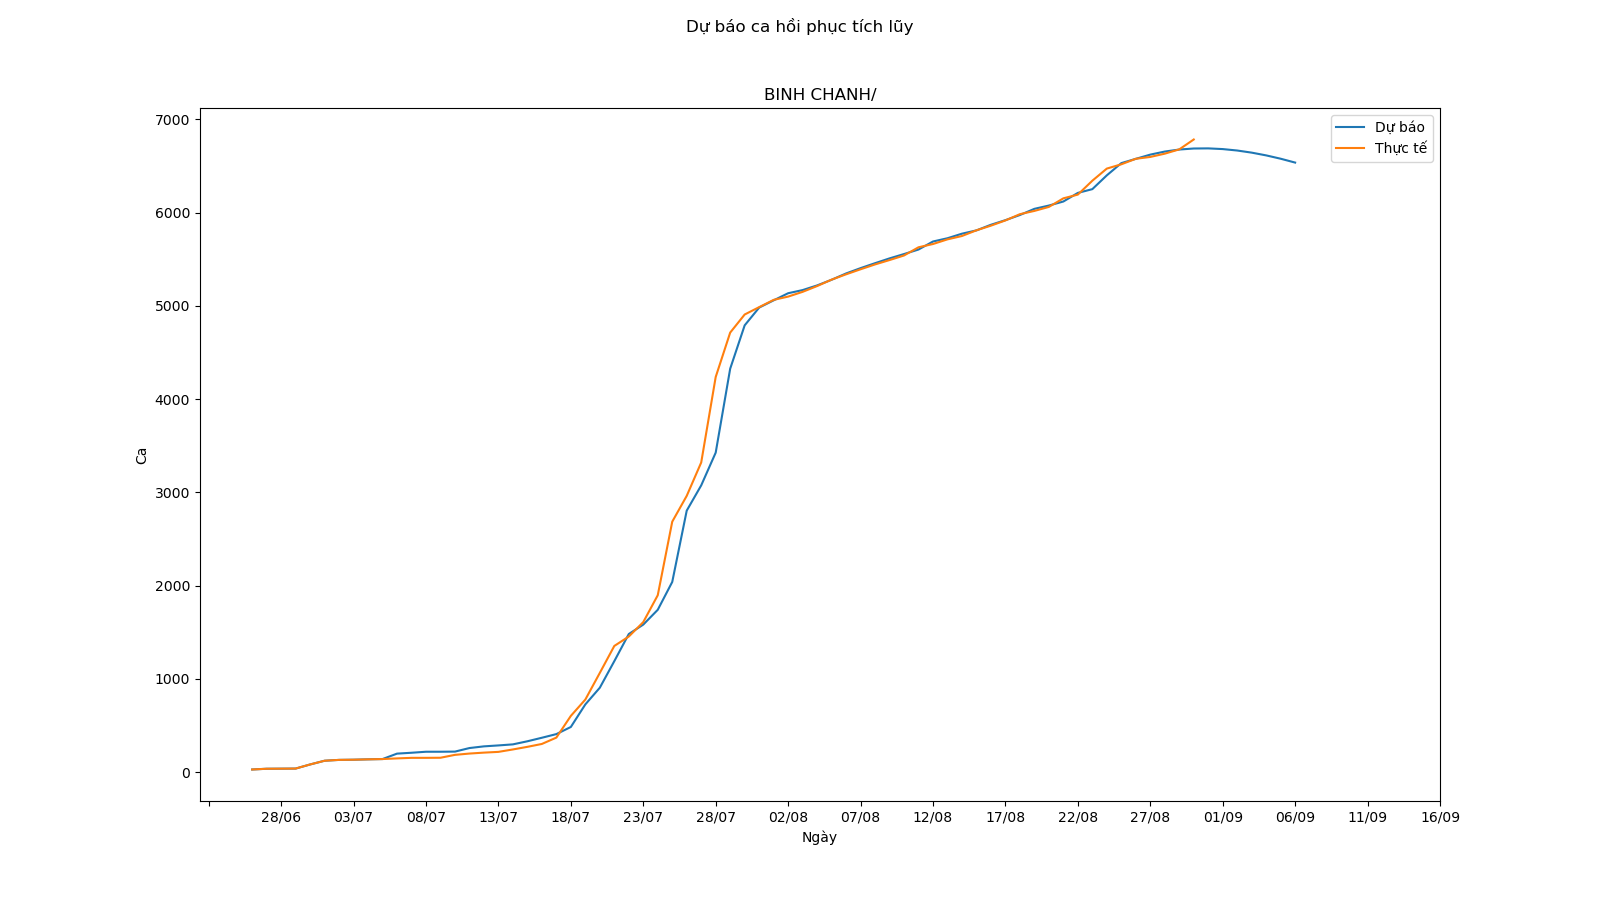 Dự báo ca hồi phục tích lũy
BINH CHANH/
7000
6000
5000
4000
3000
2000
1000
0
Ca
Dự báo
Thực tế
28/06 03/07 08/07 13/07 18/07 23/07 28/07 02/08 07/08 12/08 17/08 22/08 27/08 01/09 06/09 11/09 16/09
Ngày